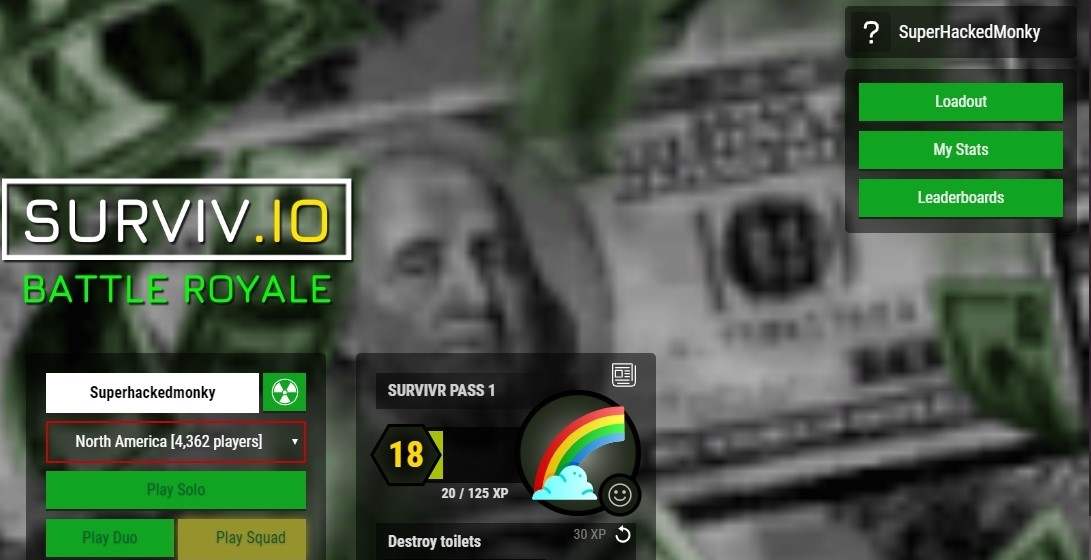 ? SuperHackedMonky
Loadout
My Stats
Leaderboards
SURVIV.IO
BATTLE ROYALE
Superhackedmonky
North America [4,362 players]
Play Solo
Play Duo
Play Squad
SURVIVR PASS 1
18
20 / 125 XP
Destroy toilets
30 XP